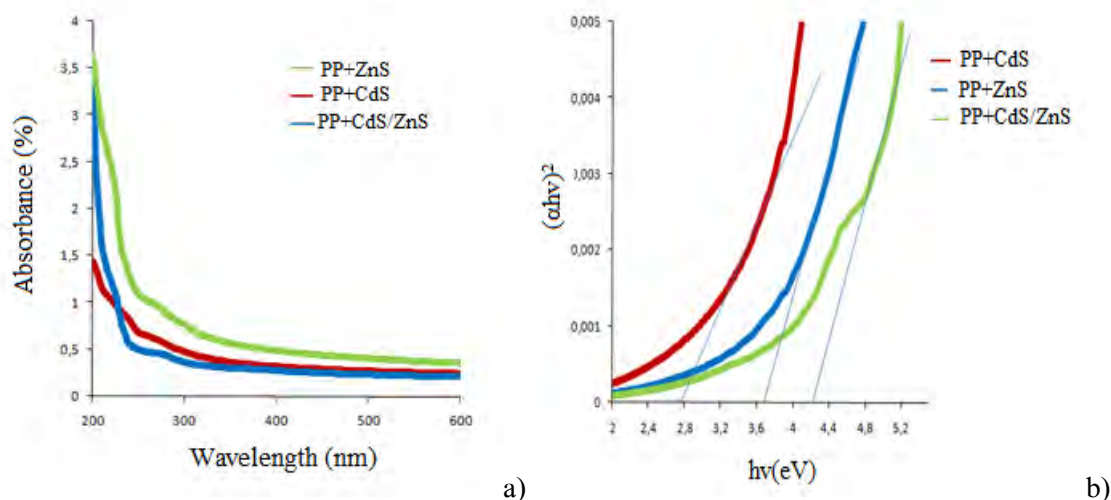 4
3,5
3
2,5
2
1,5
1
0,5
0
200
300
400
500
600
Absorbance (%)
Wavelength (nm)
PP+ZnS
PP+CdS
PP+CdS/ZnS
a)
0,005
0,004
0,003
0,002
0,001
0
2
2,4
2,8
3,2
3,6
4
4,4
4,8
5,2
(αhν)²
hν(eV)
PP+CdS
PP+ZnS
PP+CdS/ZnS
b)